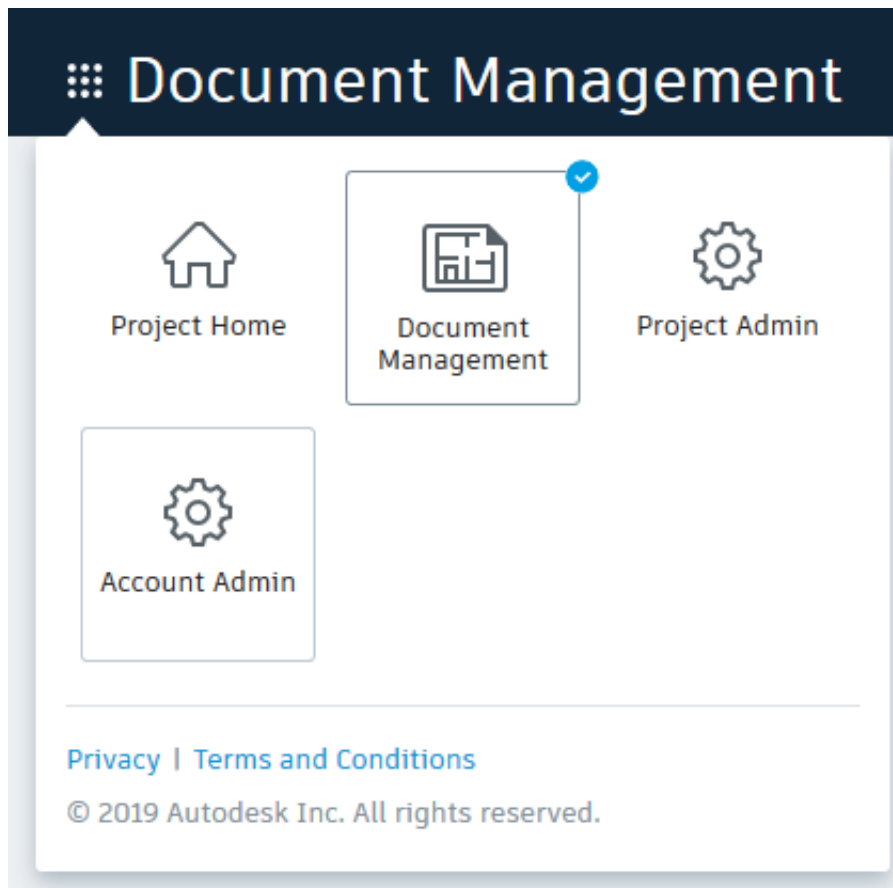 Document Management
Project Home
Document
Management
Project Admin
Account Admin
Privacy | Terms and Conditions
© 2019 Autodesk Inc. All rights reserved.